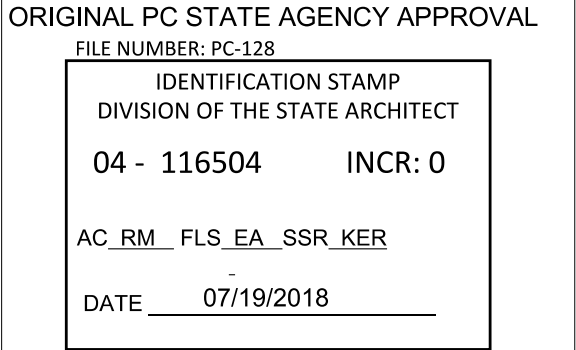 ORIGINAL PC STATE AGENCY APPROVAL
FILE NUMBER: PC-128
IDENTIFICATION STAMP
DIVISION OF THE STATE ARCHITECT
04 - 116504 INCR: 0
AC RM FLS EA SSR KER
DATE 07/19/2018